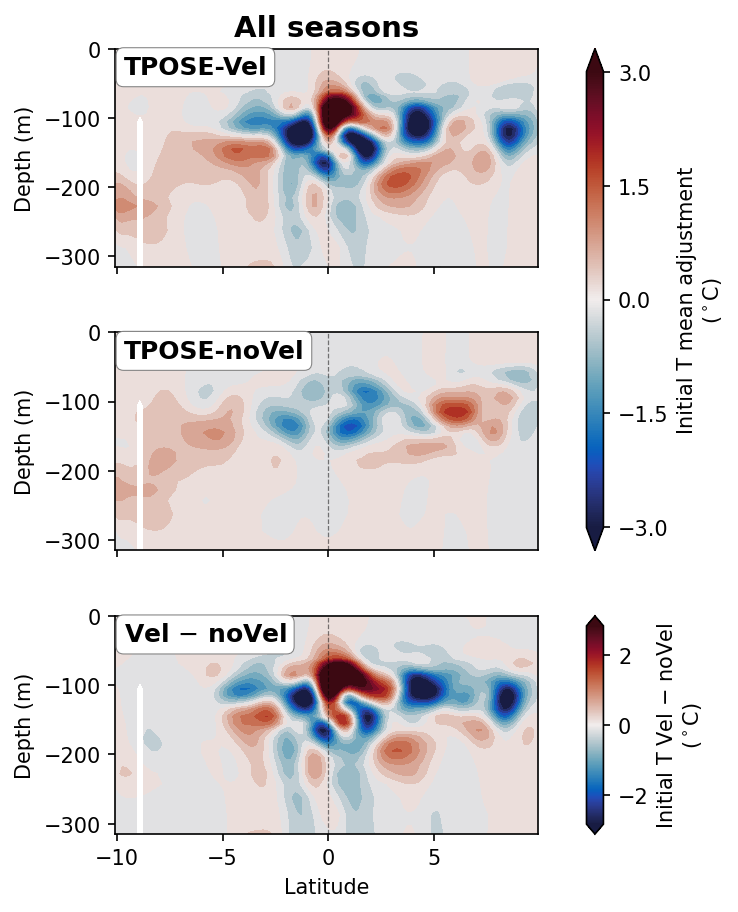 All seasons
TPOSE-Vel
0
−100
−200
−300
Depth (m)
TPOSE-noVel
0
−100
−200
−300
Depth (m)
3.0
1.5
0.0
−1.5
−3.0
Initial T mean adjustment
(°C)
Vel − noVel
0
−100
−200
−300
Depth (m)
−10
−5
0
5
Latitude
2
0
−2
Initial T Vel − noVel
(°C)